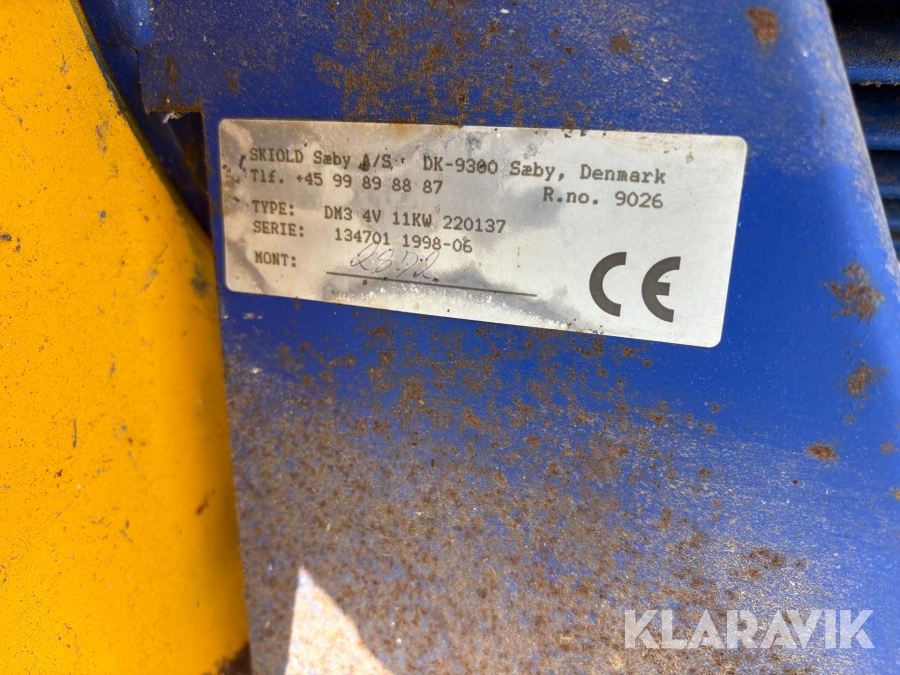 SKIOLD Sæby A/S DK-9300 Sæby, Denmark
Tlf. +45 99 89 88 87 R.no. 9026
TYPE: DM3 4V 11KW 220137
SERIE: 134701 1998-06
MONT:
CE
KLARAVIK